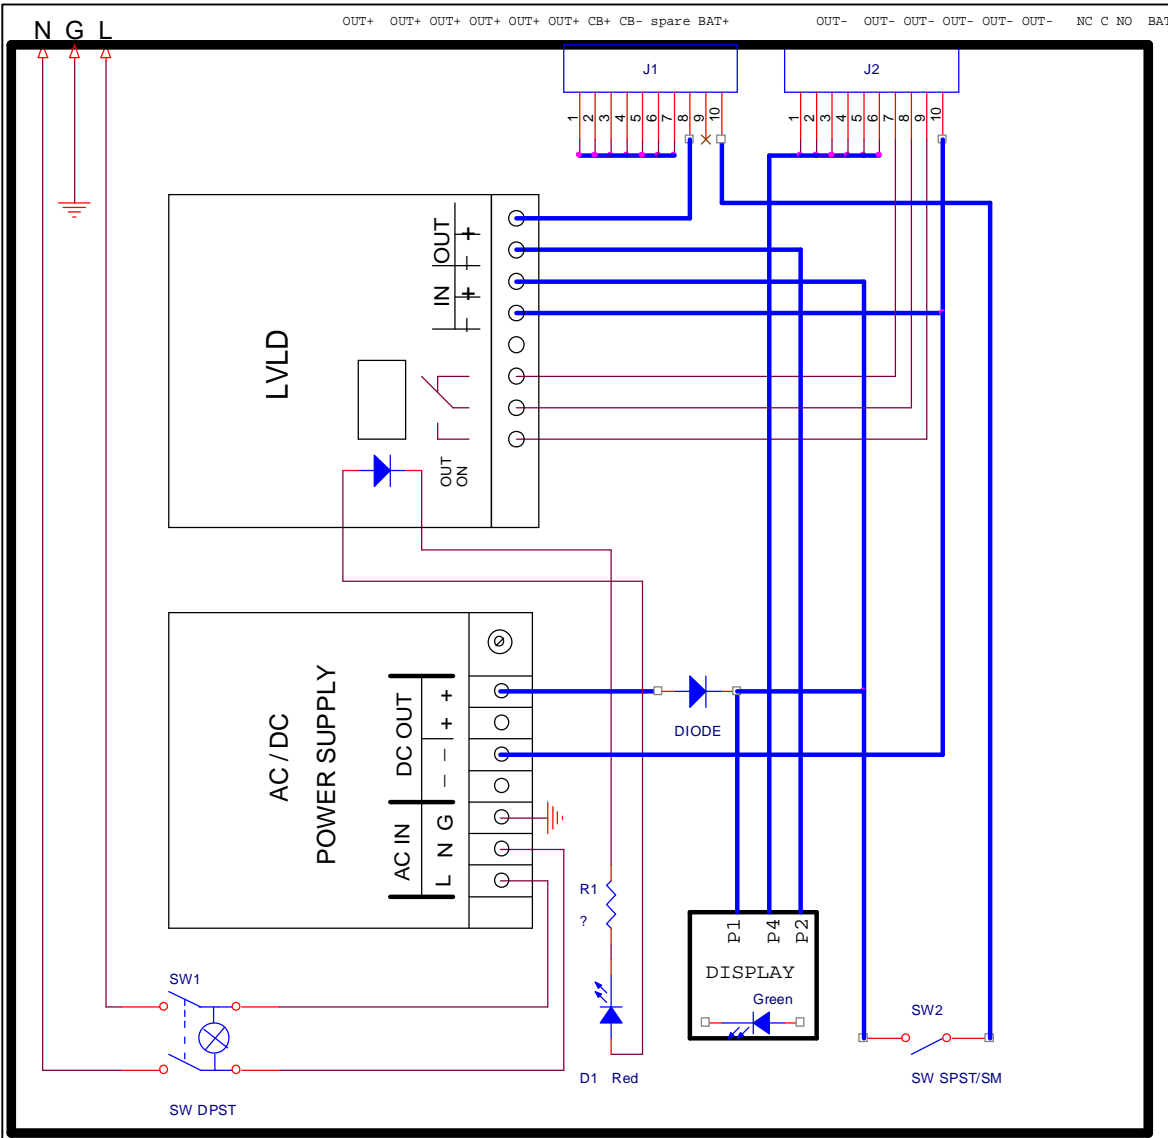 OUT+ OUT+ OUT+ OUT+ OUT+ OUT+ CB+ CB- spare BAT+ OUT- OUT- OUT- OUT- OUT- OUT- NC C NO BAT
N G L
J1
J2
1 2 3 4 5 6 7 8 9 10
1 2 3 4 5 6 7 8 9 10
OUT + -
IN + -
LVLD
OUT
ON
AC / DC
POWER SUPPLY
DC OUT
+ + - -
AC IN
L N G
DIODE
R1
?
P1 P4 P2
DISPLAY
Green
SW1
SW DPST
D1 Red
SW2
SW SPST/SM